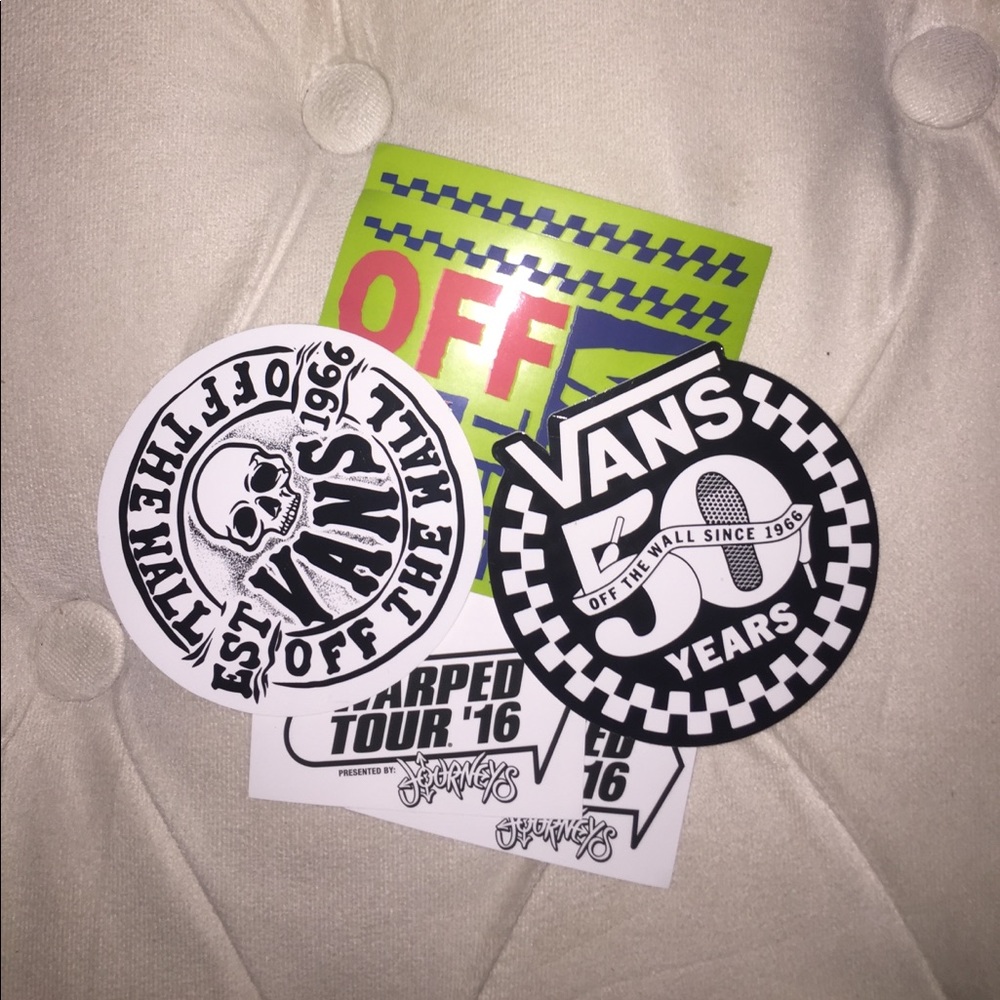 OFF
OFF THE WALL
EST 1966
VANS
OFF THE WALL
VANS
50
OFF THE WALL SINCE 1966
YEARS
WARPED
TOUR. '16
PRESENTED BY: JOURNEYS
ED
16
JOURNEYS